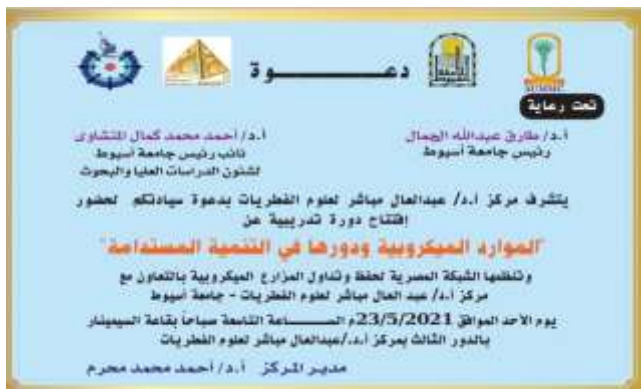 دعـــــــوة
تحت رعاية
أ.د/ طارق عبدالله الجمال
رئيس جامعة أسيوط
أ.د/ أحمد محمد كمال المنشاوى
نائب رئيس جامعة أسيوط
لشئون الدراسات العليا والبحوث
يتشرف مركز أ.د/ عبدالعال مباشر لعلوم الفطريات بدعوة سيادتكم لحضور
إفتتاح دورة تدريبية عن
"الموارد الميكروبية ودورها في التنمية المستدامة"
وتنظمها الشبكة المصرية لحفظ وتداول المزارع الميكروبية بالتعاون مع
مركز أ.د/ عبد العال مباشر لعلوم الفطريات - جامعة أسيوط
يوم الاحد الموافق 23/5/2021م الساعة التاسعة صباحاً بقاعة السيمينار
بالدور الثالث بمركز أ.د./عبدالعال مباشر لعلوم الفطريات
مدير المركز أ.د/ أحمد محمد محرم